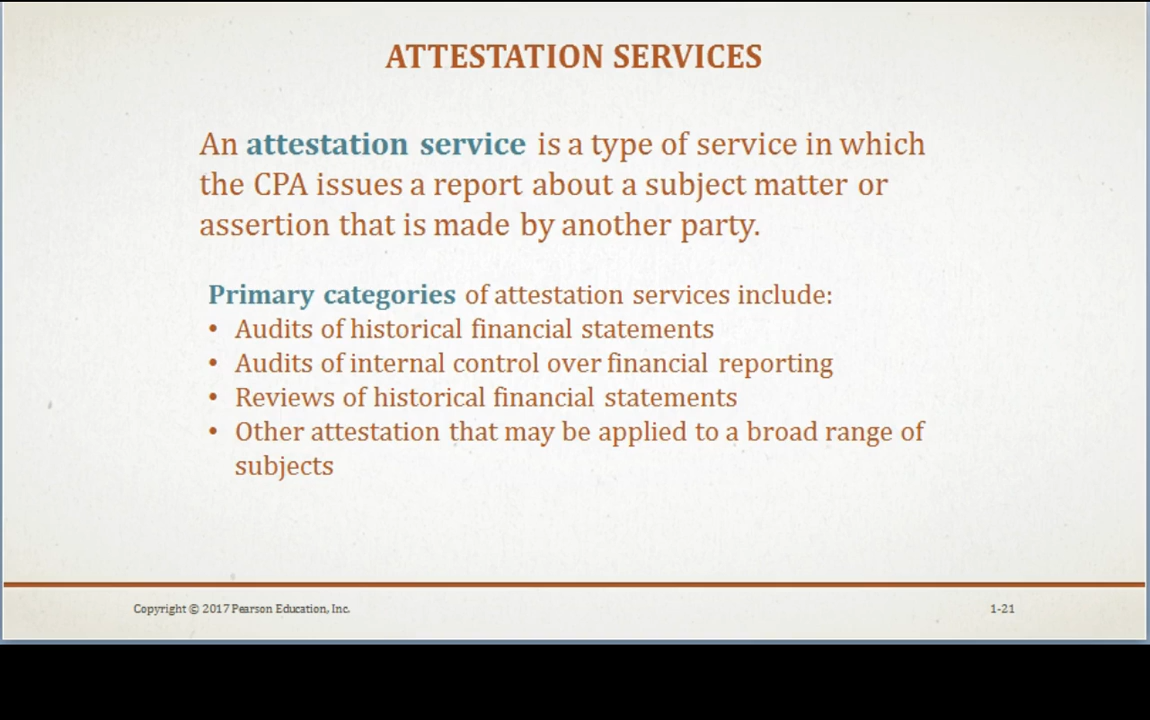 ATTESTATION SERVICES
An attestation service is a type of service in which
the CPA issues a report about a subject matter or
assertion that is made by another party.
Primary categories of attestation services include:
• Audits of historical financial statements
• Audits of internal control over financial reporting
• Reviews of historical financial statements
• Other attestation that may be applied to a broad range of
subjects
Copyright © 2017 Pearson Education, Inc.
1-21